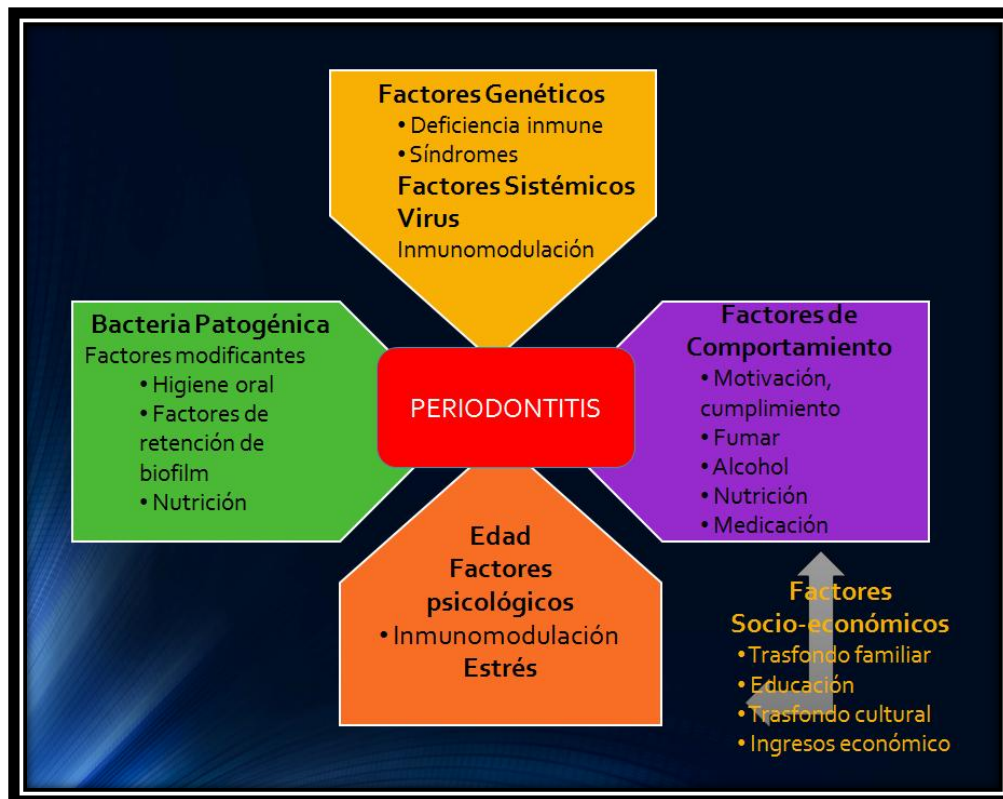 Factores Genéticos
• Deficiencia inmune
• Síndromes
Factores Sistémicos
Virus
Inmunomodulación
Bacteria Patogénica
Factores modificantes
• Higiene oral
• Factores de
retención de
biofilm
• Nutrición
PERIODONTITIS
Factores de
Comportamiento
• Motivación,
cumplimiento
• Fumar
• Alcohol
• Nutrición
• Medicación
Edad
Factores
psicológicos
• Inmunomodulación
Estrés
Factores
Socio-económicos
• Trasfondo familiar
• Educación
• Trasfondo cultural
• Ingresos económico